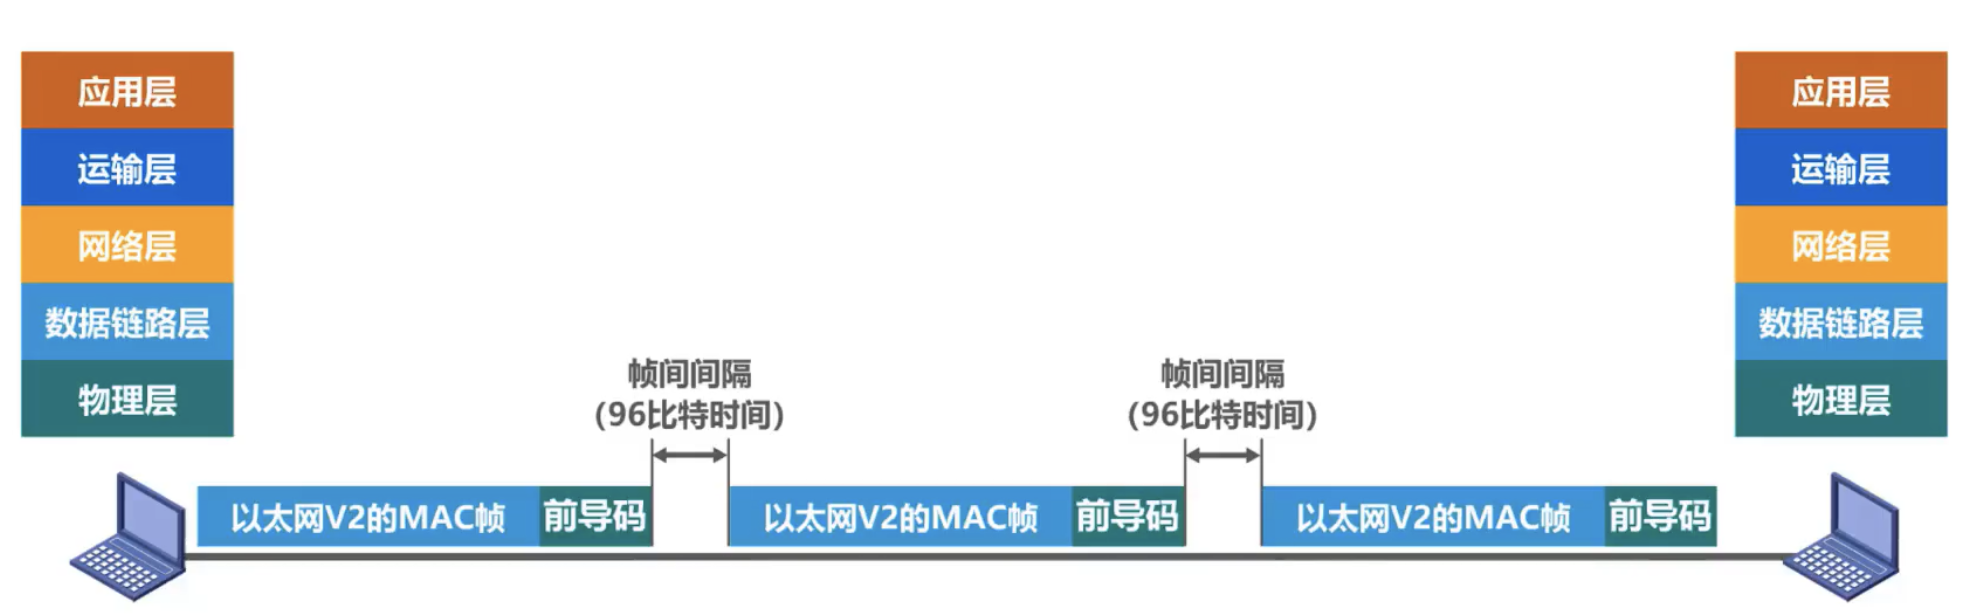 应用层
运输层
网络层
数据链路层
物理层
应用层
运输层
网络层
数据链路层
物理层
帧间间隔
（96比特时间）
帧间间隔
（96比特时间）
以太网V2的MAC帧 前导码 以太网V2的MAC帧 前导码 以太网V2的MAC帧 前导码